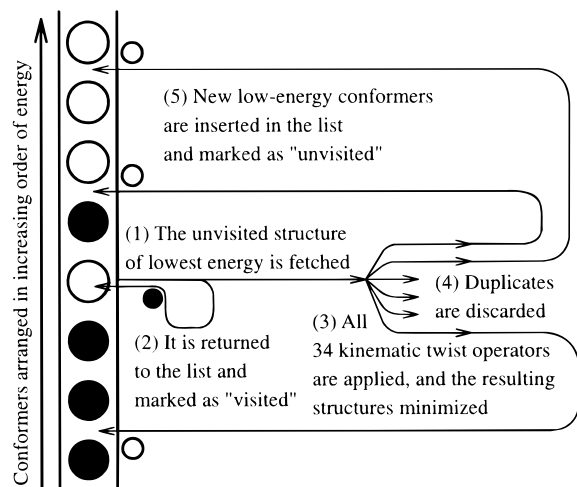 Conformers arranged in increasing order of energy
(5) New low-energy conformers
are inserted in the list
and marked as "unvisited"
(1) The unvisited structure
of lowest energy is fetched
(4) Duplicates
are discarded
(2) It is returned
to the list and
marked as "visited"
(3) All
34 kinematic twist operators
are applied, and the resulting
structures minimized